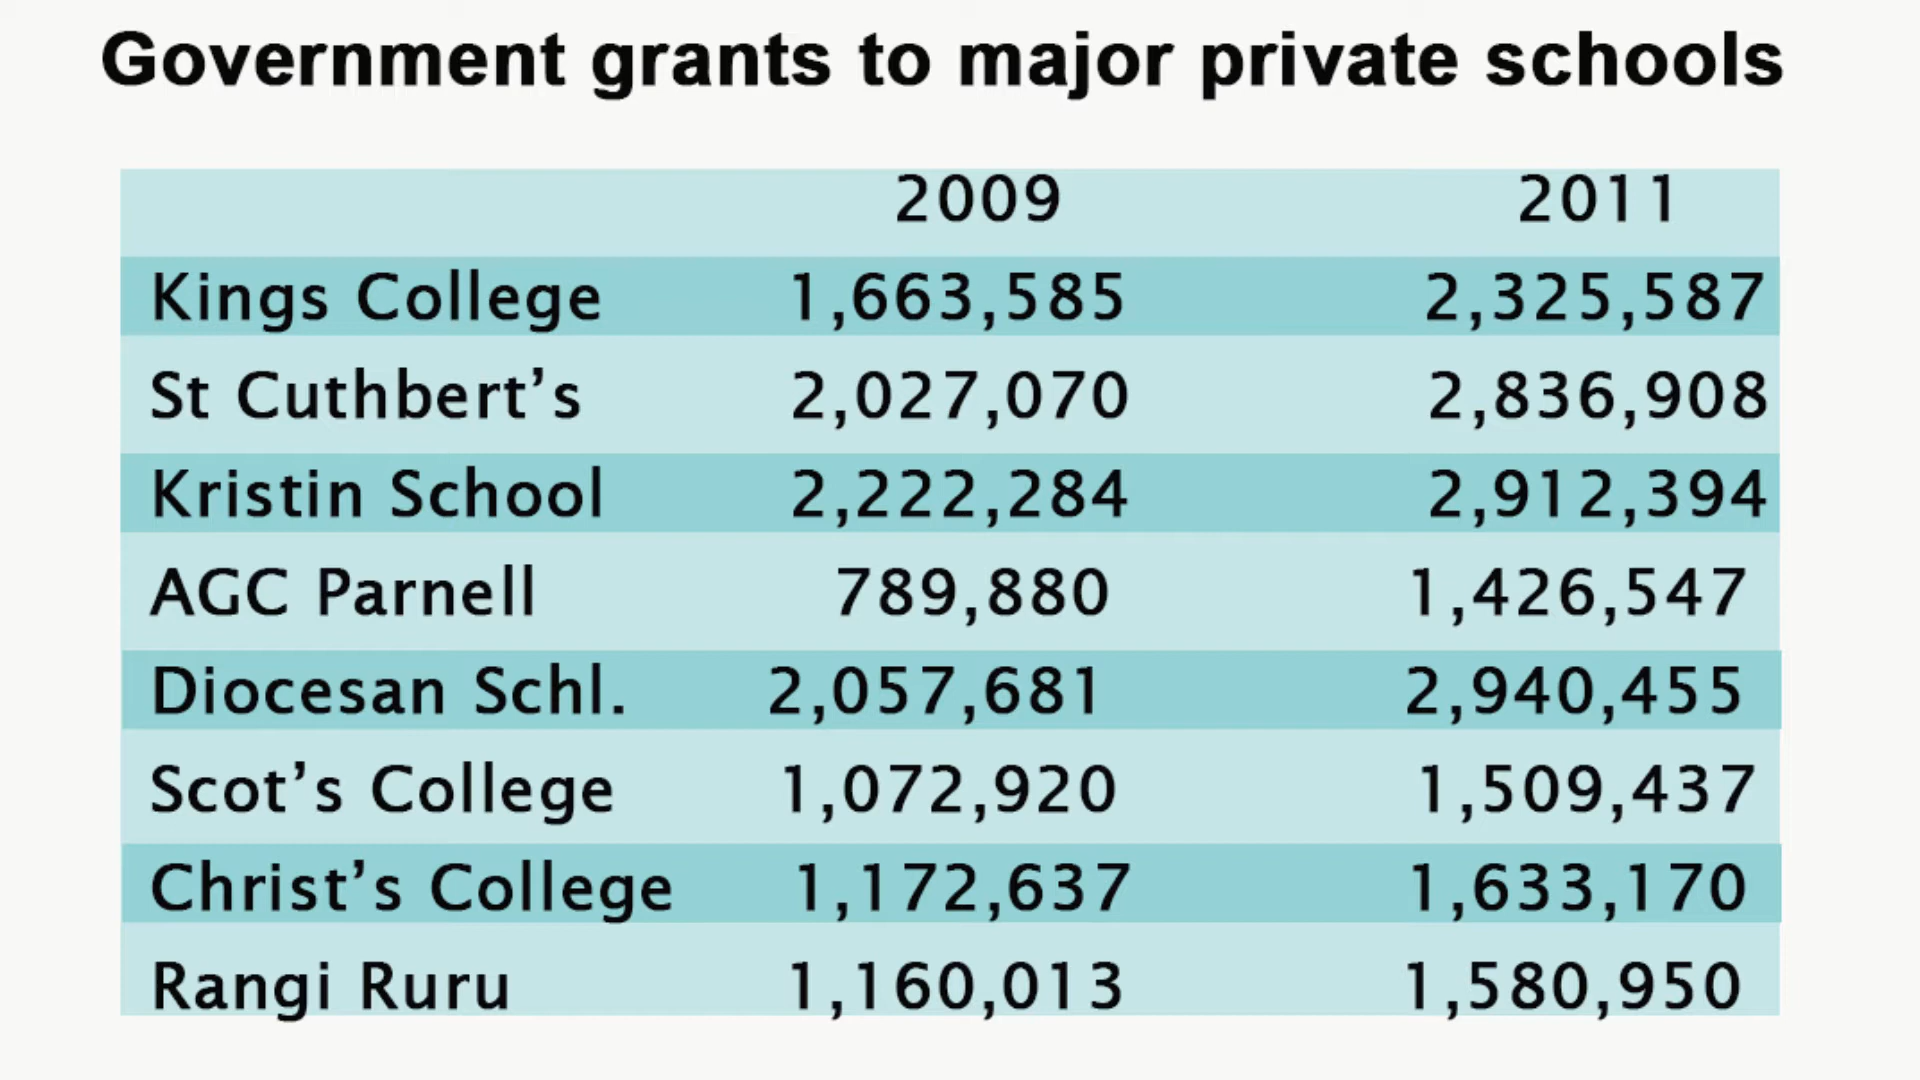 Government grants to major private schools
2009 2011
Kings College 1,663,585 2,325,587
St Cuthbert’s 2,027,070 2,836,908
Kristin School 2,222,284 2,912,394
AGC Parnell 789,880 1,426,547
Diocesan Schl. 2,057,681 2,940,455
Scot’s College 1,072,920 1,509,437
Christ’s College 1,172,637 1,633,170
Rangi Ruru 1,160,013 1,580,950